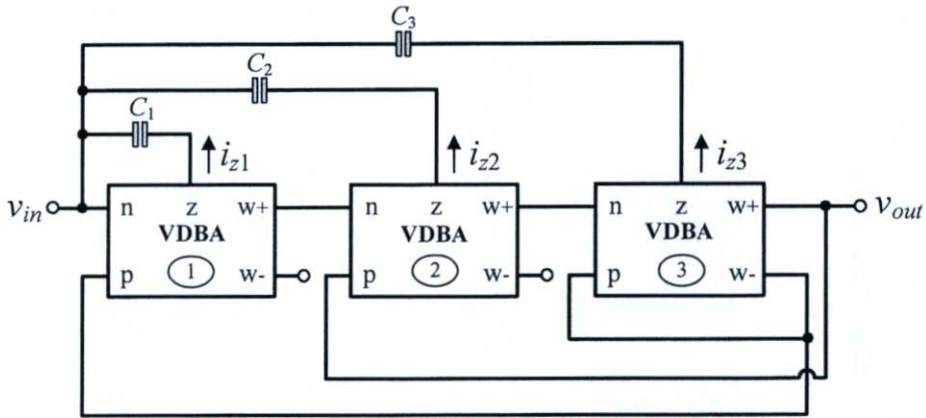 C3
C2
C1
iz1
iz2
iz3
vin
n z w+
VDBA
1
p w-
n z w+
VDBA
2
p w-
n z w+
VDBA
3
p w-
vout